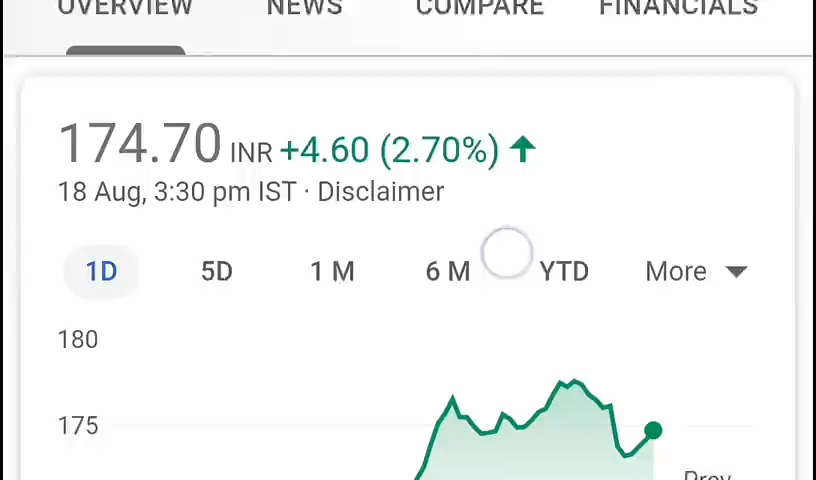 OVERVIEW NEWS COMPARE FINANCIALS
174.70 INR +4.60 (2.70%)
18 Aug, 3:30 pm IST · Disclaimer
1D 5D 1 M 6 M YTD More
180
175
Prev